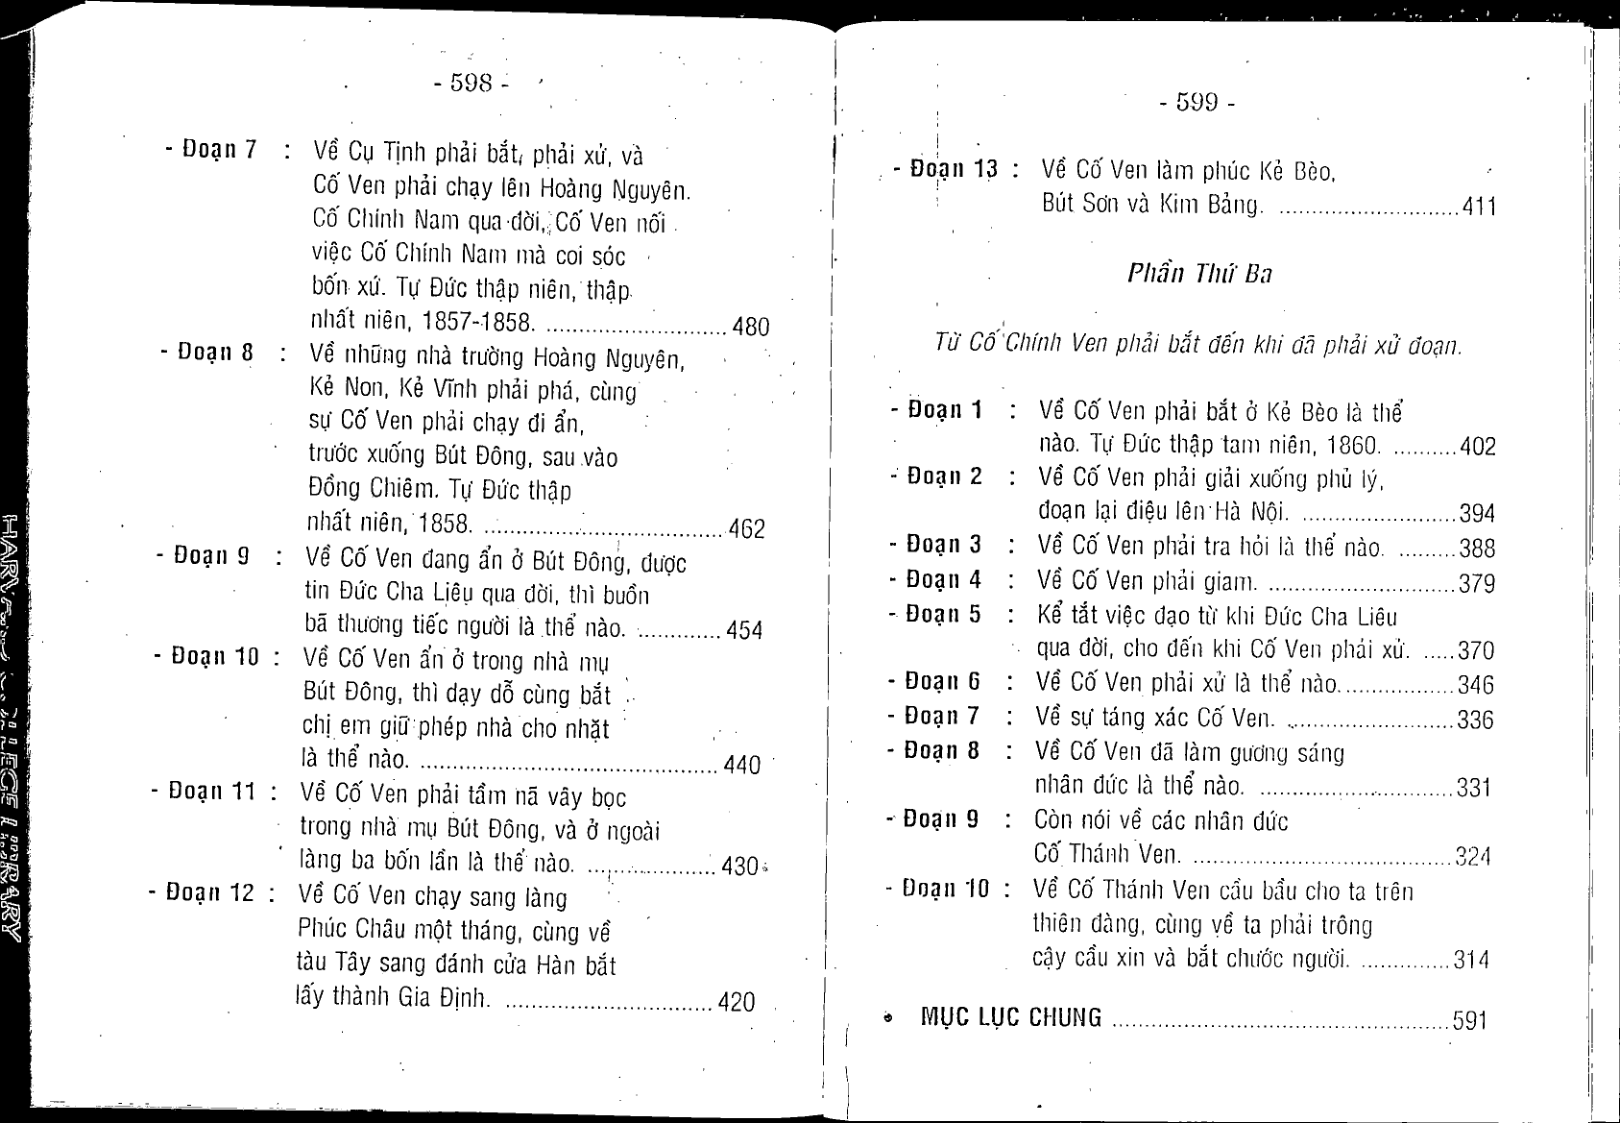 - 598 -
- Đoạn 7 : Về Cụ Tịnh phải bắt, phải xử, và
Cố Ven phải chạy lên Hoàng Nguyên.
Cố Chính Nam qua đời, Cố Ven nối
việc Cố Chính Nam mà coi sóc
bốn xứ. Tự Đức thập niên, thập
nhất niên, 1857-1858. ............................ 480
- Đoạn 8 : Về những nhà trường Hoàng Nguyên,
Kẻ Non, Kẻ Vĩnh phải phá, cùng
sự Cố Ven phải chạy đi ẩn,
trước xuống Bút Đông, sau vào
Đồng Chiêm. Tự Đức thập
nhất niên, 1858. .................................... 462
- Đoạn 9 : Về Cố Ven đang ẩn ở Bút Đông, được
tin Đức Cha Liêu qua đời, thì buồn
bã thương tiếc người là thể nào. ............. 454
- Đoạn 10 : Về Cố Ven ẩn ở trong nhà mụ
Bút Đông, thì dạy dỗ cùng bắt
chị em giữ phép nhà cho nhặt
là thể nào. .............................................. 440
- Đoạn 11 : Về Cố Ven phải tầm nã vây bọc
trong nhà mụ Bút Đông, và ở ngoài
làng ba bốn lần là thể nào. .................... 430
- Đoạn 12 : Về Cố Ven chạy sang làng
Phúc Châu một tháng, cùng về
tàu Tây sang đánh cửa Hàn bắt
lấy thành Gia Định. ................................ 420
- 599 -
- Đoạn 13 : Về Cố Ven làm phúc Kẻ Bèo,
Bút Sơn và Kim Bảng. ............................ 411
Phần Thứ Ba
Từ Cố Chính Ven phải bắt đến khi đã phải xử đoạn.
- Đoạn 1 : Về Cố Ven phải bắt ở Kẻ Bèo là thể
nào. Tự Đức thập tam niên, 1860. .......... 402
- Đoạn 2 : Về Cố Ven phải giải xuống phủ lý,
đoạn lại điệu lên Hà Nội. ........................ 394
- Đoạn 3 : Về Cố Ven phải tra hỏi là thể nào. ......... 388
- Đoạn 4 : Về Cố Ven phải giam. ............................. 379
- Đoạn 5 : Kể tắt việc đạo từ khi Đức Cha Liêu
qua đời, cho đến khi Cố Ven phải xử. ..... 370
- Đoạn 6 : Về Cố Ven phải xử là thể nào. ................. 346
- Đoạn 7 : Về sự táng xác Cố Ven. .......................... 336
- Đoạn 8 : Về Cố Ven đã làm gương sáng
nhân đức là thể nào. .............................. 331
- Đoạn 9 : Còn nói về các nhân đức
Cố Thánh Ven. ........................................ 324
- Đoạn 10 : Về Cố Thánh Ven cầu bầu cho ta trên
thiên đàng, cùng về ta phải trông
cậy cầu xin và bắt chước người. .............. 314
• MỤC LỤC CHUNG .................................................... 591